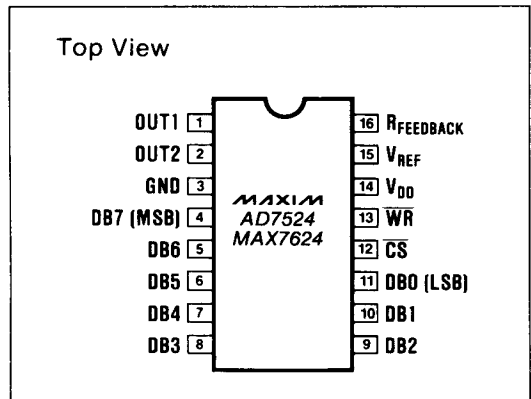 Top View
OUT1 1
OUT2 2
GND 3
DB7 (MSB) 4
DB6 5
DB5 6
DB4 7
DB3 8
MAXIM
AD7524
MAX7624
16 RFEEDBACK
15 VREF
14 VDD
13 WR
12 CS
11 DB0 (LSB)
10 DB1
9 DB2